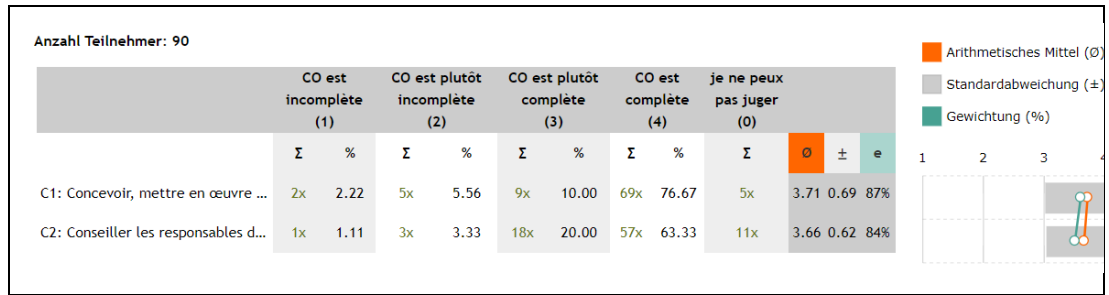 Anzahl Teilnehmer: 90
CO est incomplète (1) CO est plutôt incomplète (2) CO est plutôt complète (3) CO est complète (4) je ne peux pas juger (0)
Σ % Σ % Σ % Σ % Σ Ø ± e
C1: Concevoir, mettre en œuvre ... 2x 2.22 5x 5.56 9x 10.00 69x 76.67 5x 3.71 0.69 87%
C2: Conseiller les responsables d... 1x 1.11 3x 3.33 18x 20.00 57x 63.33 11x 3.66 0.62 84%
Arithmetisches Mittel (Ø)
Standardabweichung (±)
Gewichtung (%)
1 2 3 4